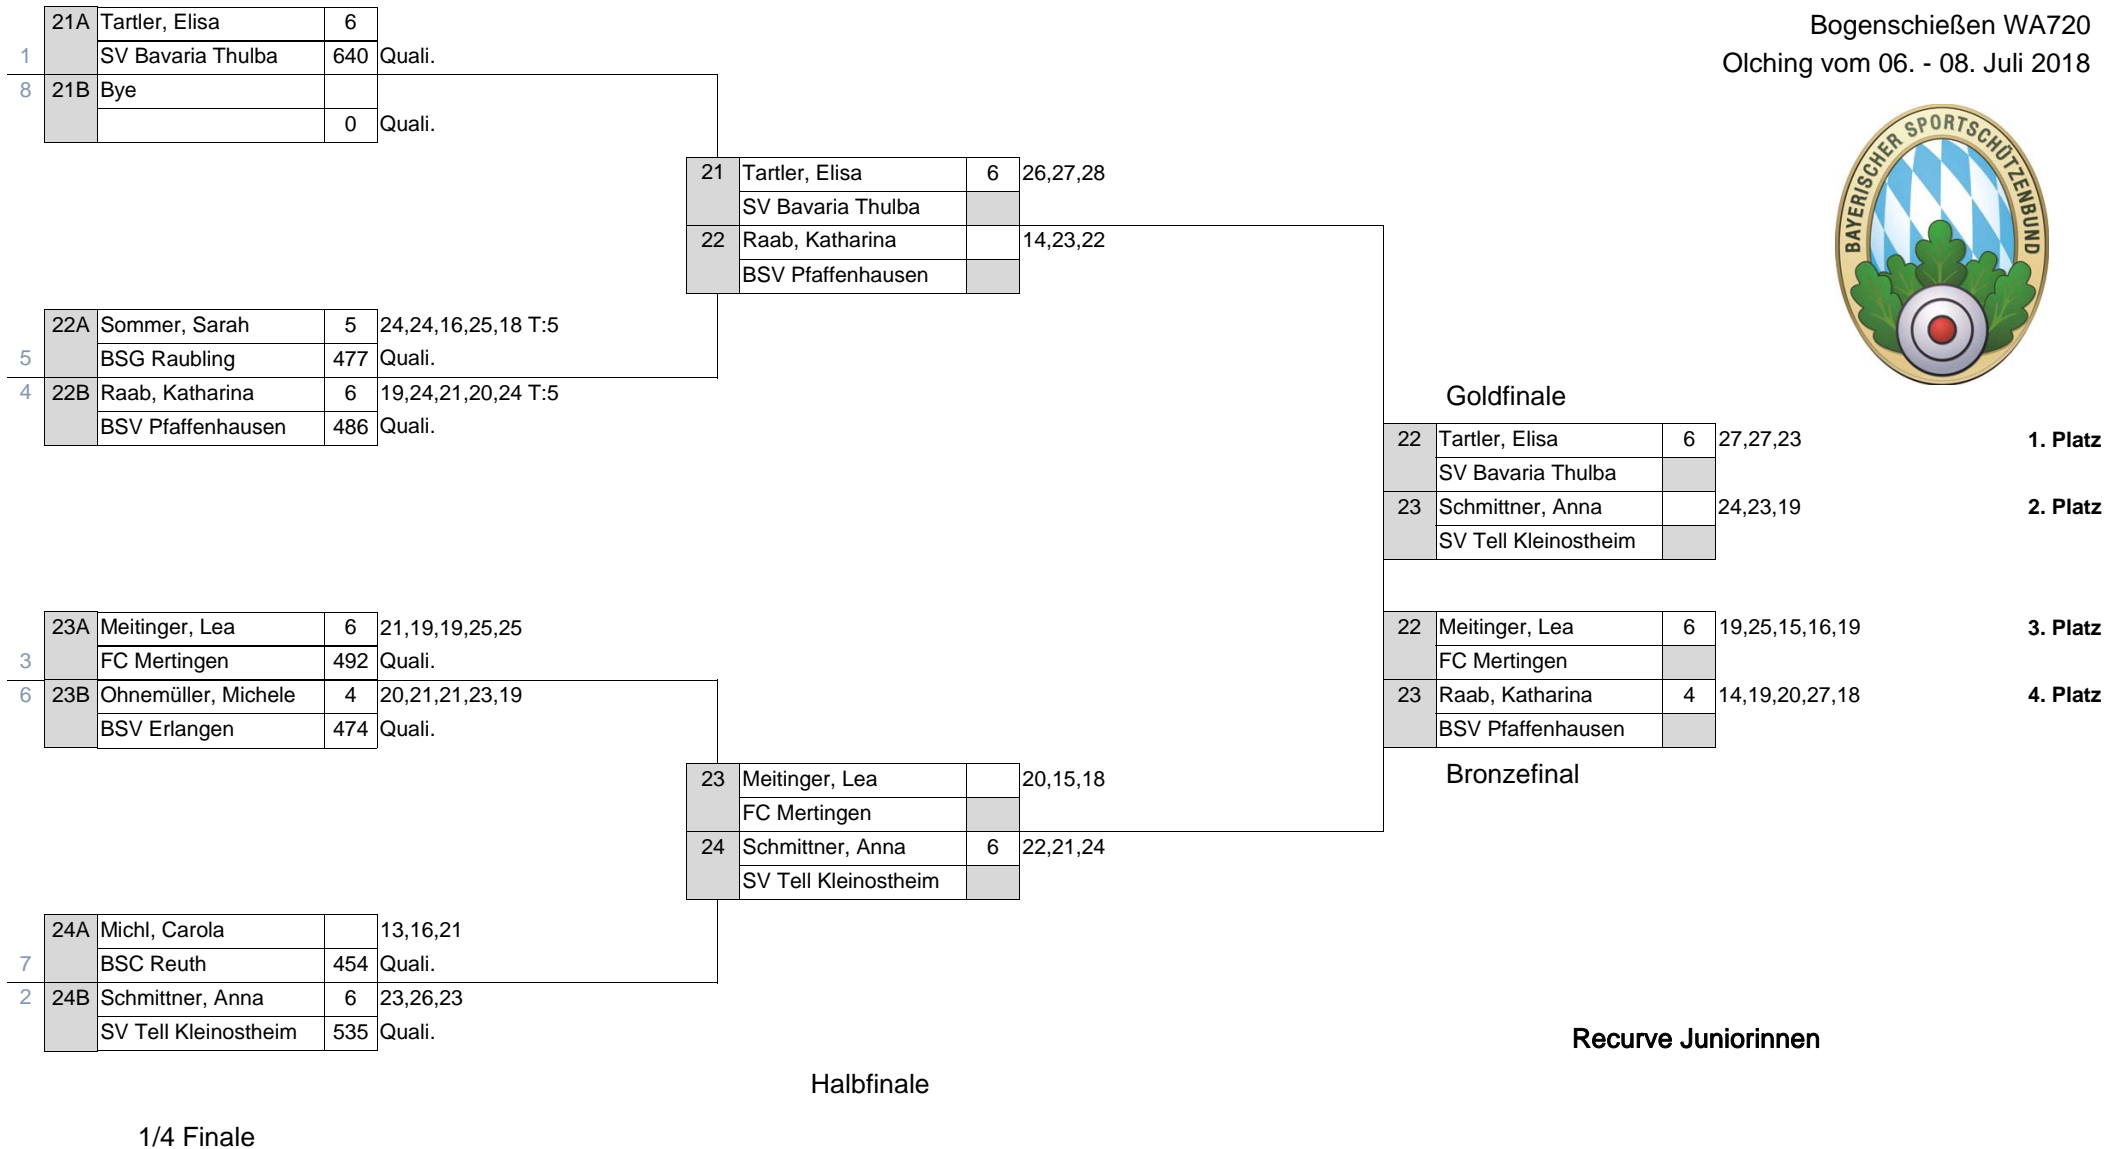 Bogenschießen WA720
Olching vom 06. - 08. Juli 2018
BAYERISCHER SPORTSCHÜTZENBUND
21A Tartler, Elisa 6
1 SV Bavaria Thulba 640 Quali.
8 21B Bye
0 Quali.
21 Tartler, Elisa 6 26,27,28
SV Bavaria Thulba
22 Raab, Katharina 14,23,22
BSV Pfaffenhausen
22A Sommer, Sarah 5 24,24,16,25,18 T:5
5 BSG Raubling 477 Quali.
4 22B Raab, Katharina 6 19,24,21,20,24 T:5
BSV Pfaffenhausen 486 Quali.
Goldfinale
22 Tartler, Elisa 6 27,27,23 1. Platz
SV Bavaria Thulba
23 Schmittner, Anna 24,23,19 2. Platz
SV Tell Kleinostheim
23A Meitinger, Lea 6 21,19,19,25,25
3 FC Mertingen 492 Quali.
6 23B Ohnemüller, Michele 4 20,21,21,23,19
BSV Erlangen 474 Quali.
22 Meitinger, Lea 6 19,25,15,16,19 3. Platz
FC Mertingen
23 Raab, Katharina 4 14,19,20,27,18 4. Platz
BSV Pfaffenhausen
Bronzefinal
23 Meitinger, Lea 20,15,18
FC Mertingen
24 Schmittner, Anna 6 22,21,24
SV Tell Kleinostheim
24A Michl, Carola 13,16,21
7 BSC Reuth 454 Quali.
2 24B Schmittner, Anna 6 23,26,23
SV Tell Kleinostheim 535 Quali.
Recurve Juniorinnen
Halbfinale
1/4 Finale